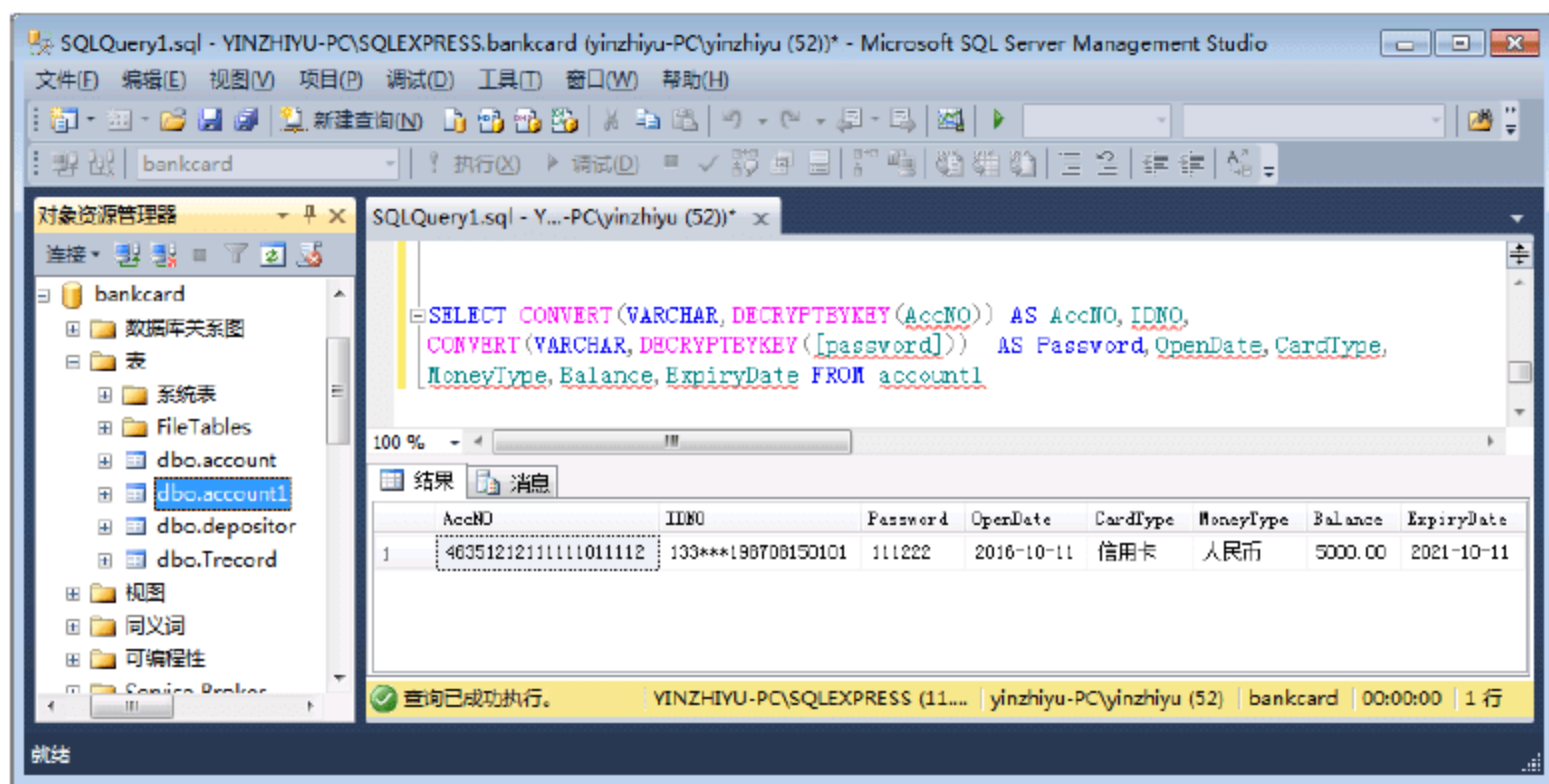 SQLQuery1.sql - YINZHIYU-PC\SQLEXPRESS.bankcard (yinzhiyu-PC\yinzhiyu (52))* - Microsoft SQL Server Management Studio
文件(F) 编辑(E) 视图(V) 项目(P) 调试(D) 工具(T) 窗口(W) 帮助(H)
新建查询(N)
bankcard 执行(X) 调试(D)
对象资源管理器
SQLQuery1.sql - Y...-PC\yinzhiyu (52))*
连接
bankcard
数据库关系图
表
系统表
FileTables
dbo.account
dbo.account1
dbo.depositor
dbo.Trecord
视图
同义词
可编程性
Service Broker
SELECT CONVERT(VARCHAR,DECRYPTBYKEY(AccNO)) AS AccNO,IDNO,
CONVERT(VARCHAR,DECRYPTBYKEY([password])) AS Password,OpenDate,CardType,
MoneyType,Balance,ExpiryDate FROM account1
100 %
结果 消息
AccNO IDNO Password OpenDate CardType MoneyType Balance ExpiryDate
1 46351212111111011112 133***198708150101 111222 2016-10-11 信用卡 人民币 5000.00 2021-10-11
查询已成功执行。 YINZHIYU-PC\SQLEXPRESS (11.... yinzhiyu-PC\yinzhiyu (52) bankcard 00:00:00 1 行
就绪